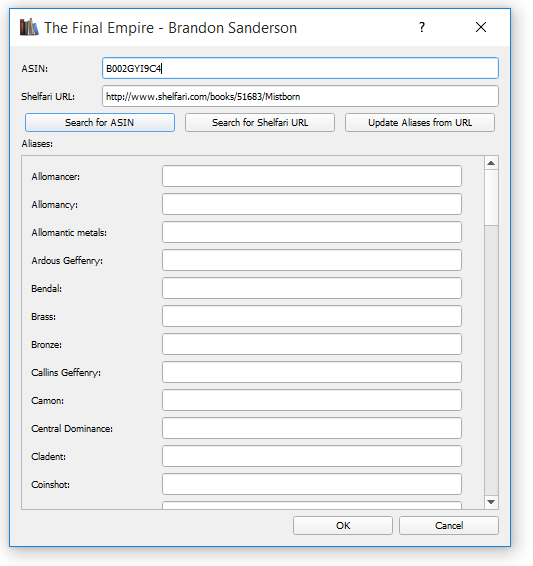 The Final Empire - Brandon Sanderson ?
ASIN: B002GYI9C4
Shelfari URL: http://www.shelfari.com/books/51683/Mistborn
Search for ASIN Search for Shelfari URL Update Aliases from URL
Aliases:
Allomancer:
Allomancy:
Allomantic metals:
Ardous Geffenry:
Bendal:
Brass:
Bronze:
Callins Geffenry:
Camon:
Central Dominance:
Cladent:
Coinshot:
OK Cancel